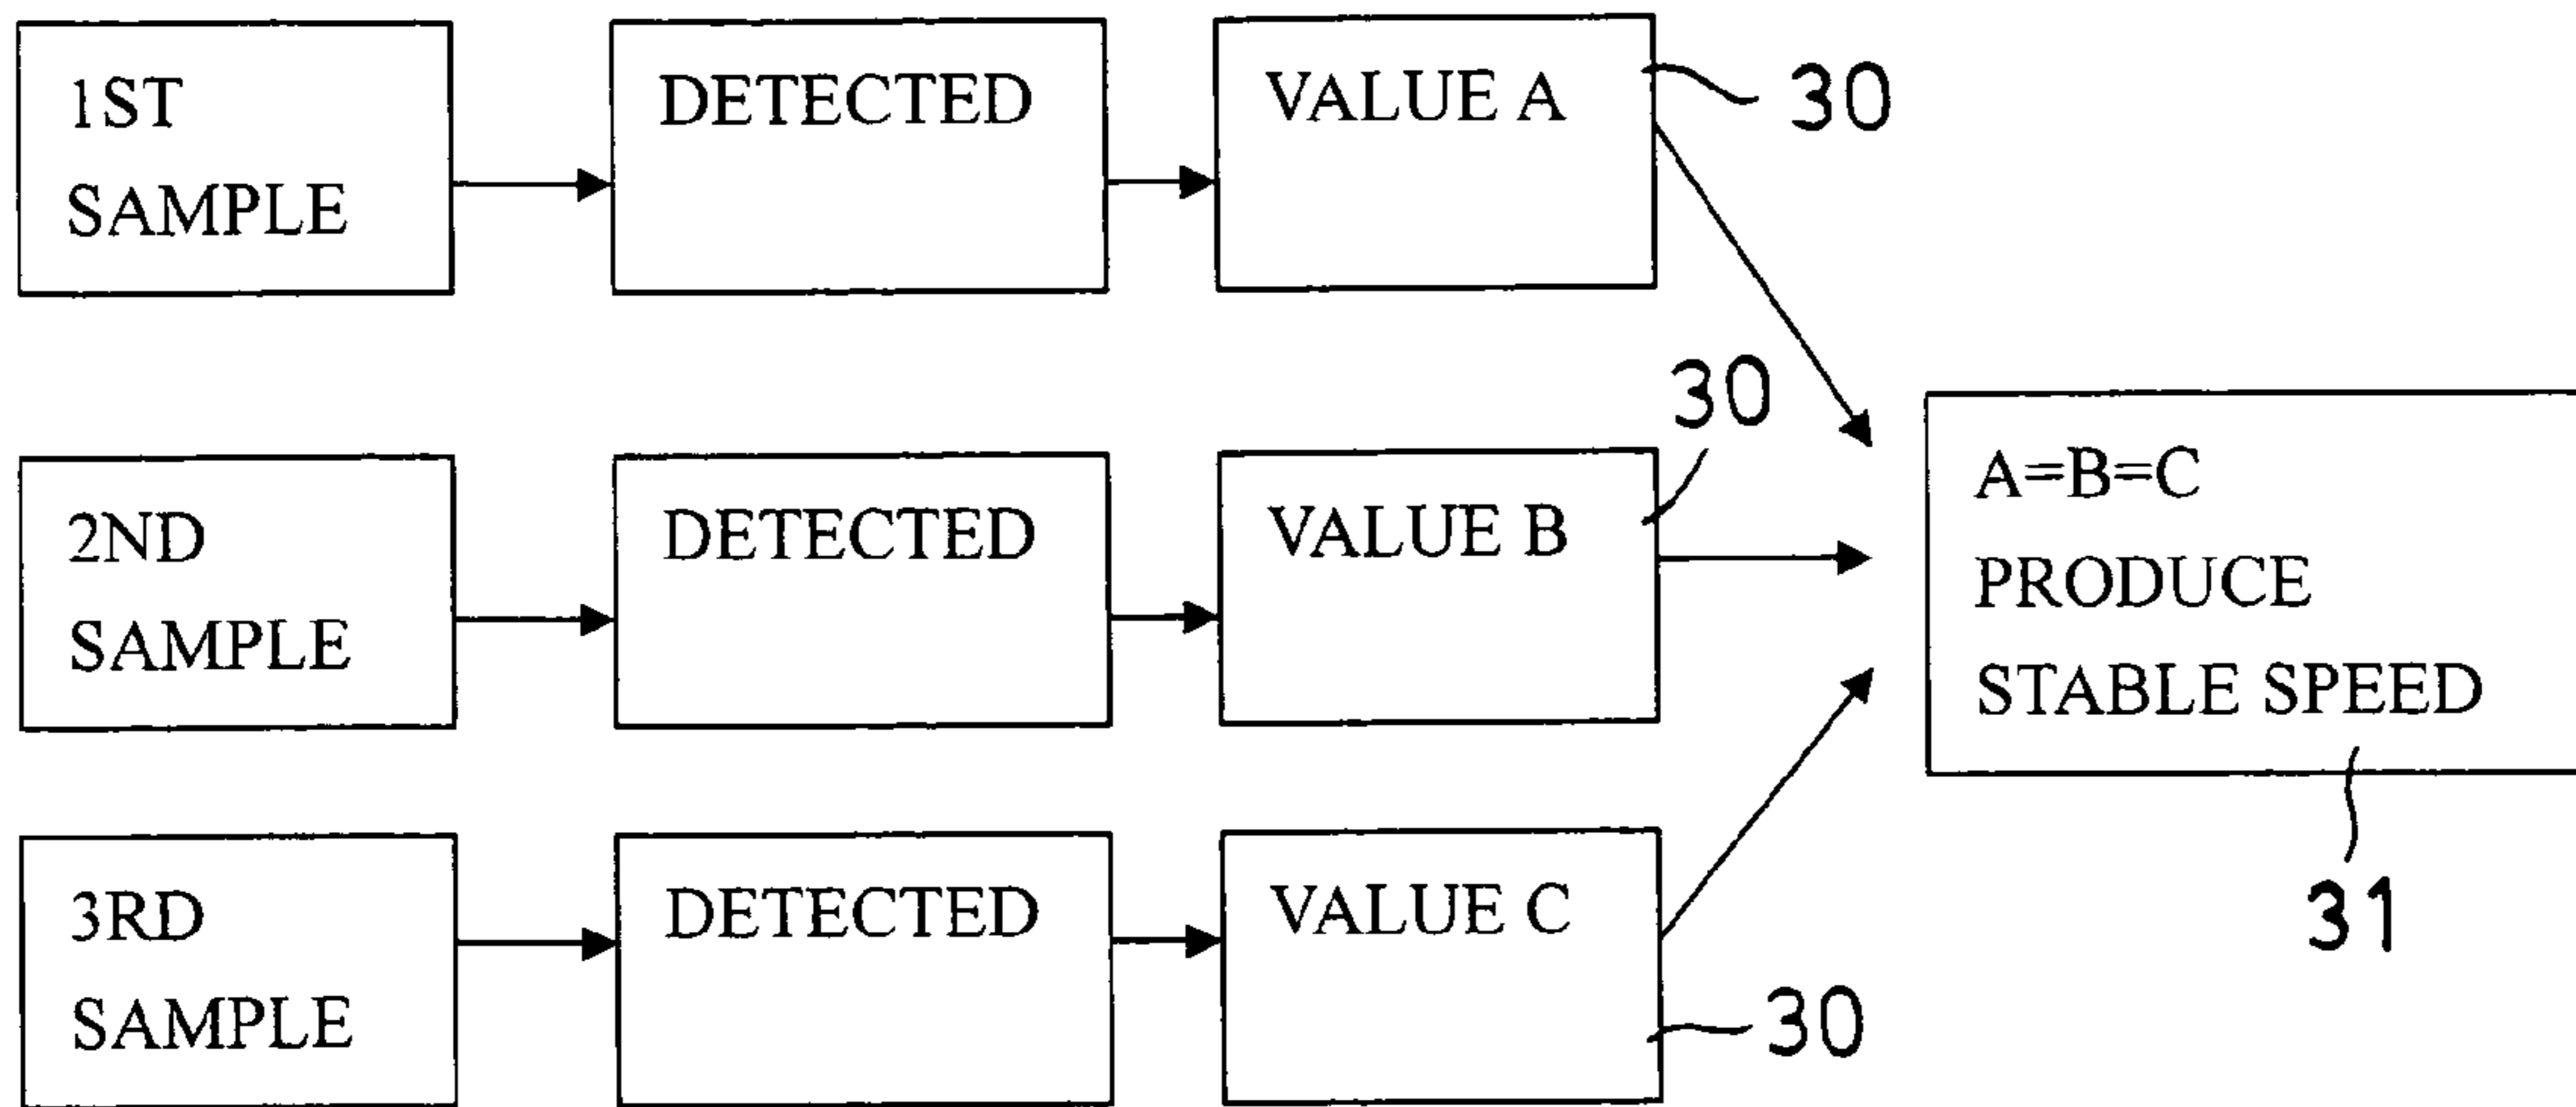 1ST
SAMPLE
DETECTED
VALUE A
30
2ND
SAMPLE
DETECTED
VALUE B
30
3RD
SAMPLE
DETECTED
VALUE C
30
A=B=C
PRODUCE
STABLE SPEED
31